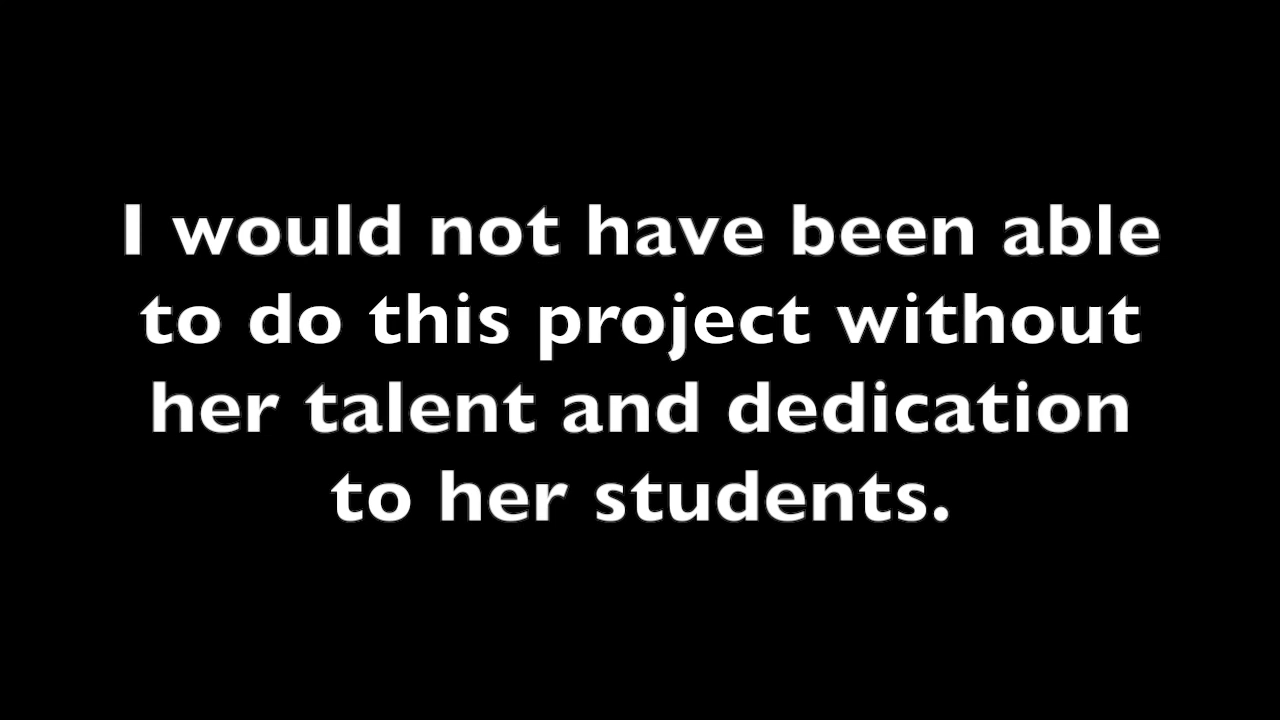 I would not have been able
to do this project without
her talent and dedication
to her students.